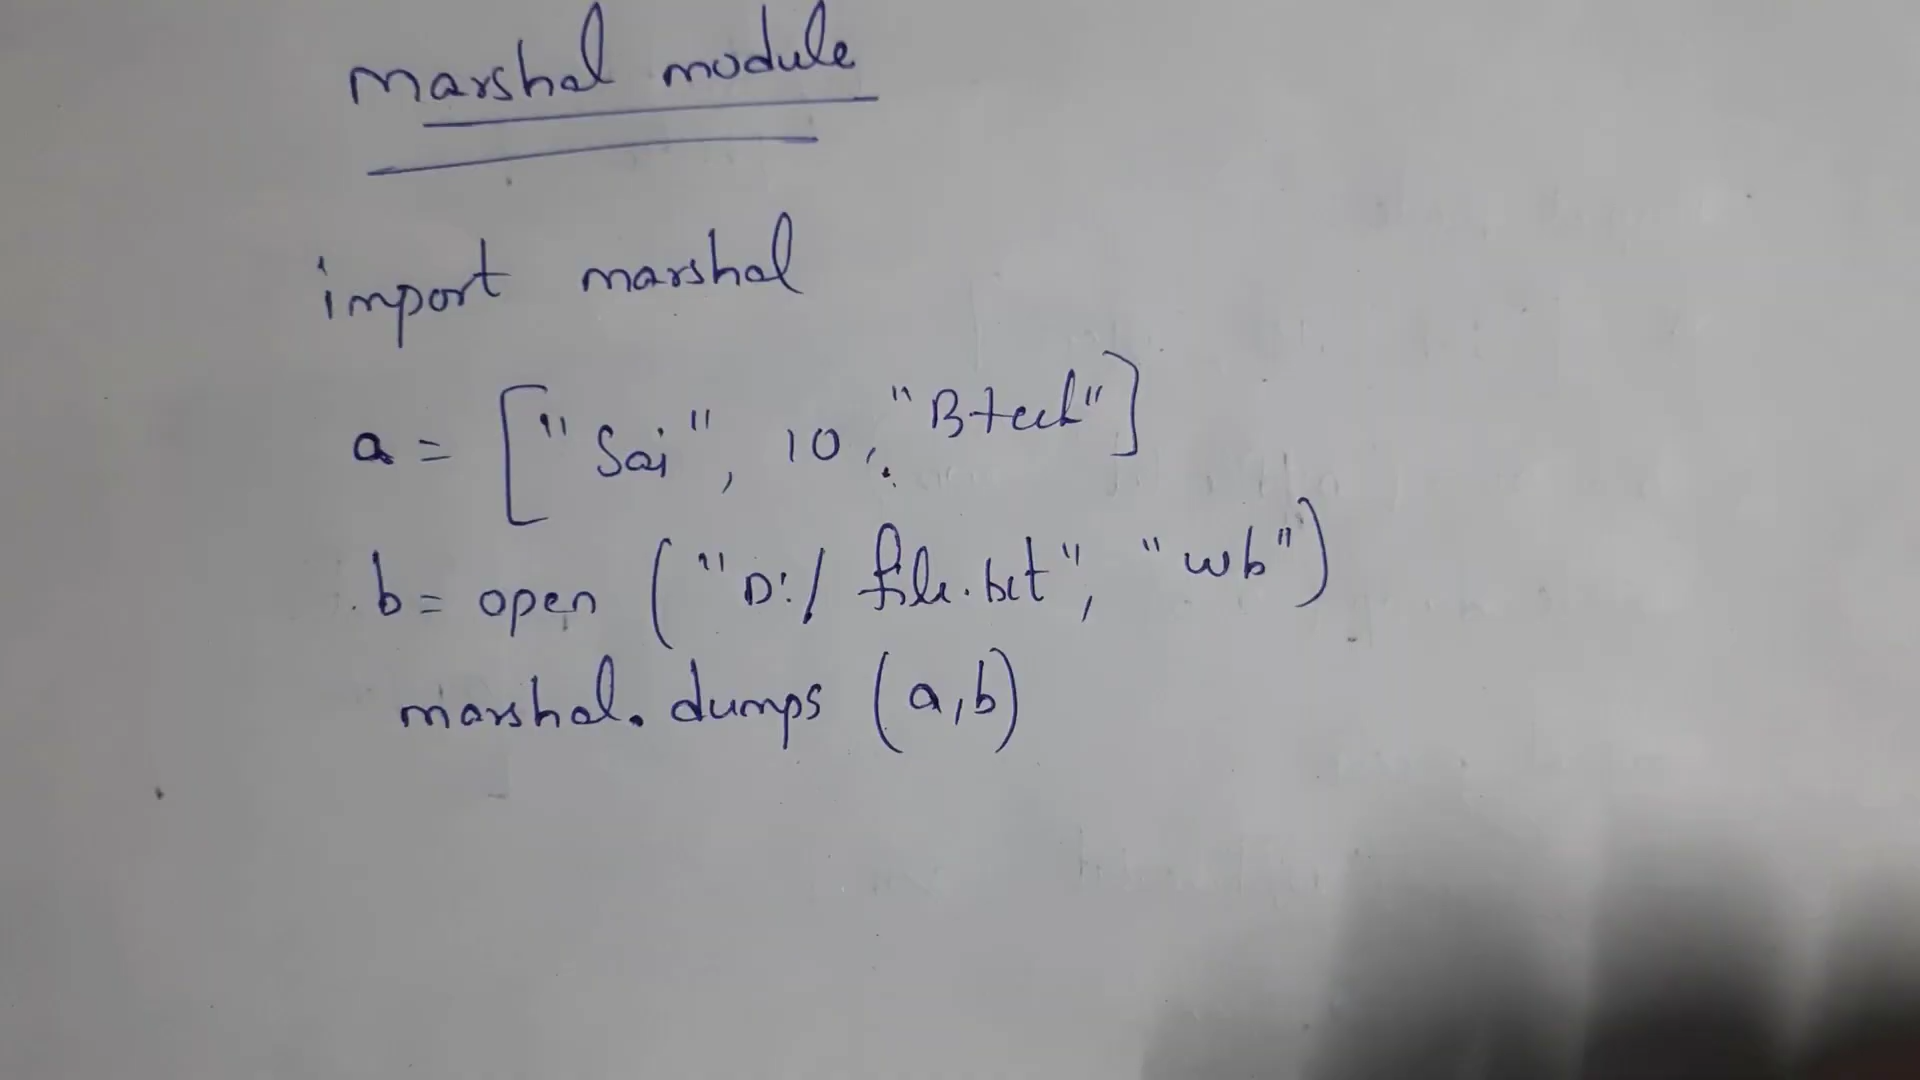 marshal module
import marshal
a = ["Sai", 10, "Btech"]
b = open ("D:/ file.txt", "wb")
marshal.dumps (a,b)